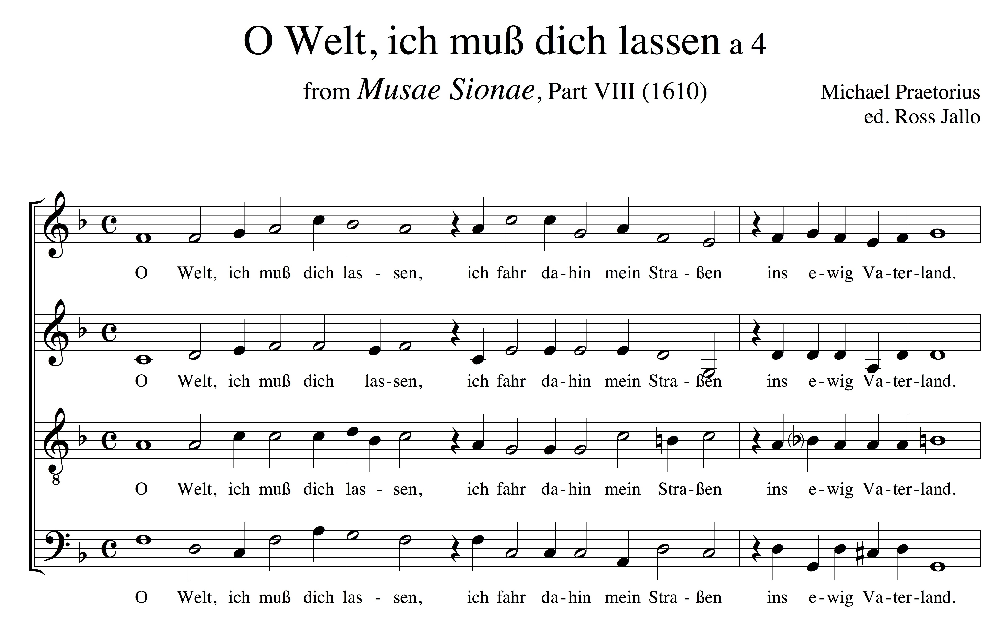 O Welt, ich muß dich lassen a 4
from Musae Sionae, Part VIII (1610)
Michael Praetorius
ed. Ross Jallo
O Welt, ich muß dich las - sen, ich fahr da - hin mein Stra - ßen ins e - wig Va - ter - land.
O Welt, ich muß dich las - sen, ich fahr da - hin mein Stra - ßen ins e - wig Va - ter - land.
8
O Welt, ich muß dich las - sen, ich fahr da - hin mein Stra - ßen ins e - wig Va - ter - land.
O Welt, ich muß dich las - sen, ich fahr da - hin mein Stra - ßen ins e - wig Va - ter - land.